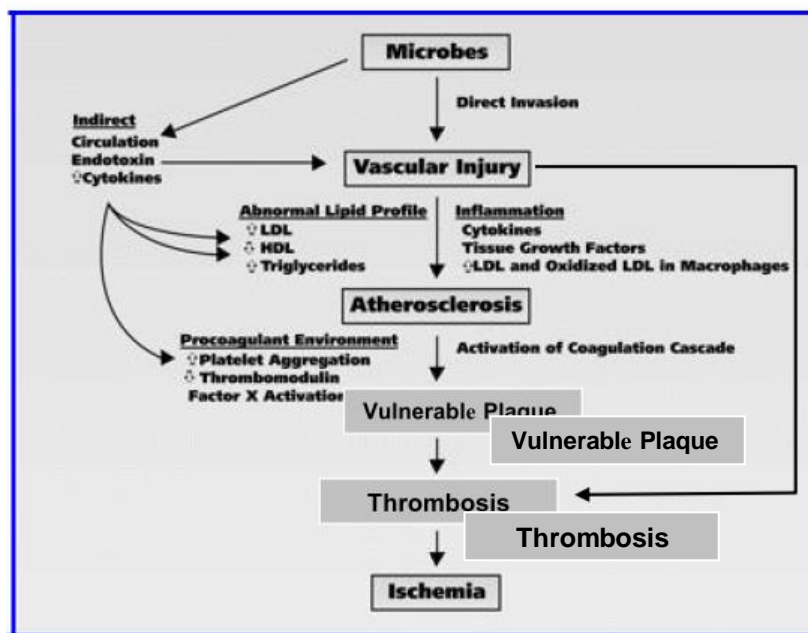 Microbes
Direct Invasion
Indirect
Circulation
Endotoxin
⇧Cytokines
Vascular Injury
Abnormal Lipid Profile
⇧ LDL
⇩ HDL
⇧ Triglycerides
Inflammation
Cytokines
Tissue Growth Factors
⇧LDL and Oxidized LDL in Macrophages
Atherosclerosis
Procoagulant Environment
⇧Platelet Aggregation
⇩ Thrombomodulin
Factor X Activation
Activation of Coagulation Cascade
Vulnerable Plaque
Vulnerable Plaque
Thrombosis
Thrombosis
Ischemia